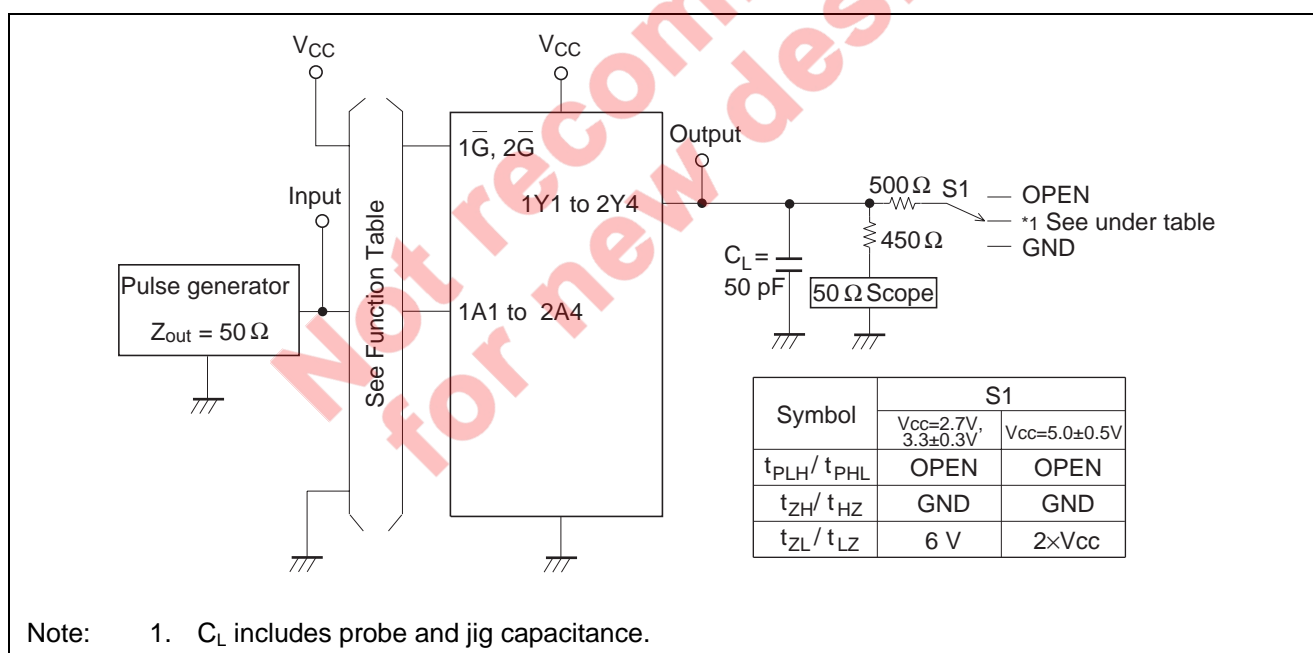 Not recommended
for new design
VCC
VCC
1G̅, 2G̅
Output
Input
1Y1 to 2Y4
500 Ω S1
OPEN
*1 See under table
GND
450 Ω
CL =
50 pF
50 Ω Scope
Pulse generator
Zout = 50 Ω
See Function Table
1A1 to 2A4
Symbol S1
Vcc=2.7V,
3.3±0.3V
Vcc=5.0±0.5V
tPLH/ tPHL OPEN OPEN
tZH/ tHZ GND GND
tZL / tLZ 6 V 2×Vcc
Note: 1. CL includes probe and jig capacitance.